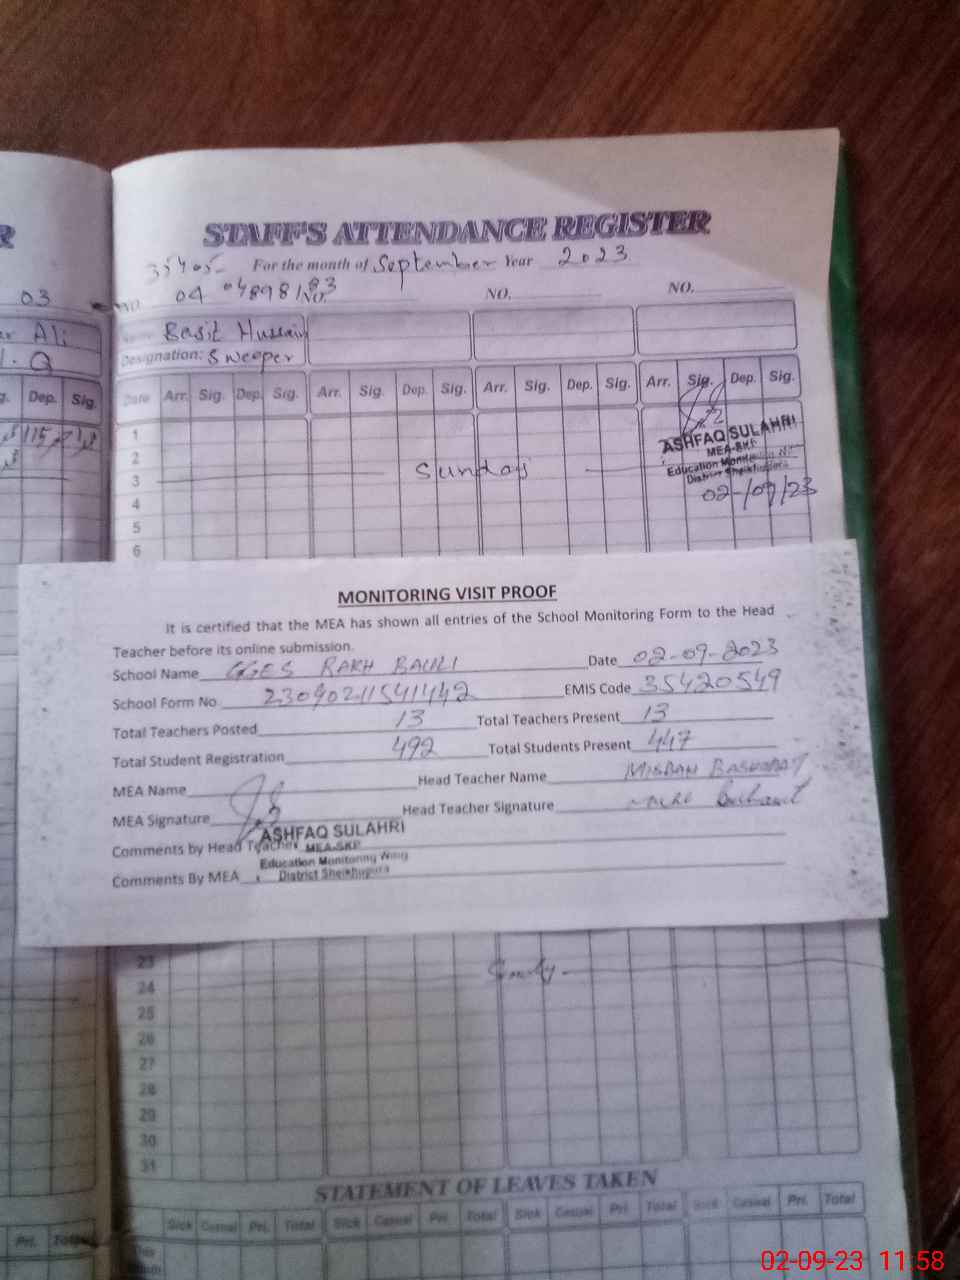 STAFF'S ATTENDANCE REGISTER
For the month of September Year 2023
03
NO. 04 0489818 NO. NO. NO.
Ali Basit Hussain
Q Designation: Sweeper
Dep. Sig. Date Arr. Sig. Dep. Sig. Arr. Sig. Dep. Sig. Arr. Sig. Dep. Sig. Arr. Sig. Dep. Sig.
1
2
3 Sunday
4
5
6
ASHFAQ SULAHRI
MEA-SKP
Education Monitoring Wing
District Sheikhupura
02-/09/23
MONITORING VISIT PROOF
It is certified that the MEA has shown all entries of the School Monitoring Form to the Head
Teacher before its online submission.
School Name GGES RAKH BAULI Date 02-09-2023
School Form No 23090211541442 EMIS Code 35420549
Total Teachers Posted 13 Total Teachers Present 13
Total Student Registration 492 Total Students Present 447
MEA Name Head Teacher Name MISBAH BASHARAT
MEA Signature Head Teacher Signature
Comments by Head Teacher
Comments By MEA
ASHFAQ SULAHRI
MEA-SKP
Education Monitoring Wing
District Sheikhupura
23
24 Sunday
25
26
27
28
29
30
31
STATEMENT OF LEAVES TAKEN
Pri. Total Sick Casual Pri. Total Sick Casual Pri. Total Sick Casual Pri. Total Sick Casual Pri. Total
This
02-09-23 11:58